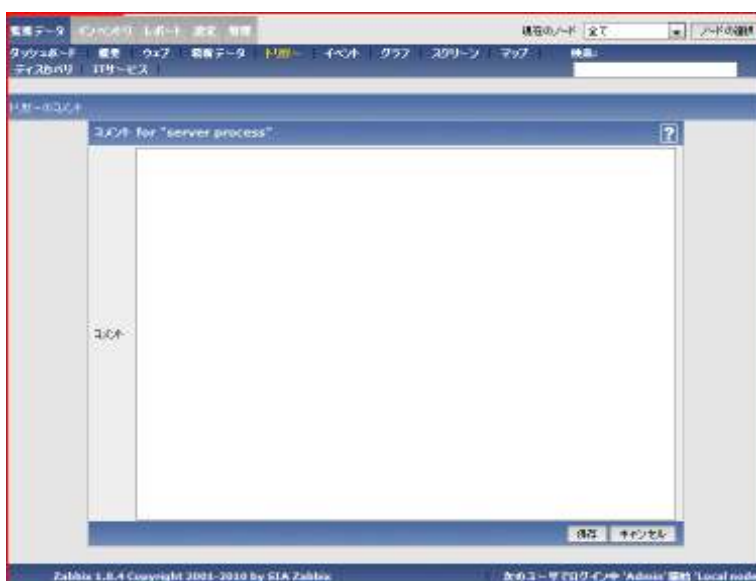 監視データ インベントリ レポート 設定 管理 現在のノード 全て ノードの選択
ダッシュボード 概要 ウェブ 最新データ トリガー イベント グラフ スクリーン マップ 検索:
ディスカバリ ITサービス
トリガーのコメント
コメント for "server process" ?
コメント
保存 キャンセル
Zabbix 1.8.4 Copyright 2001-2010 by SIA Zabbix 次のユーザでログイン中 'Admin' 開始 'Local node'